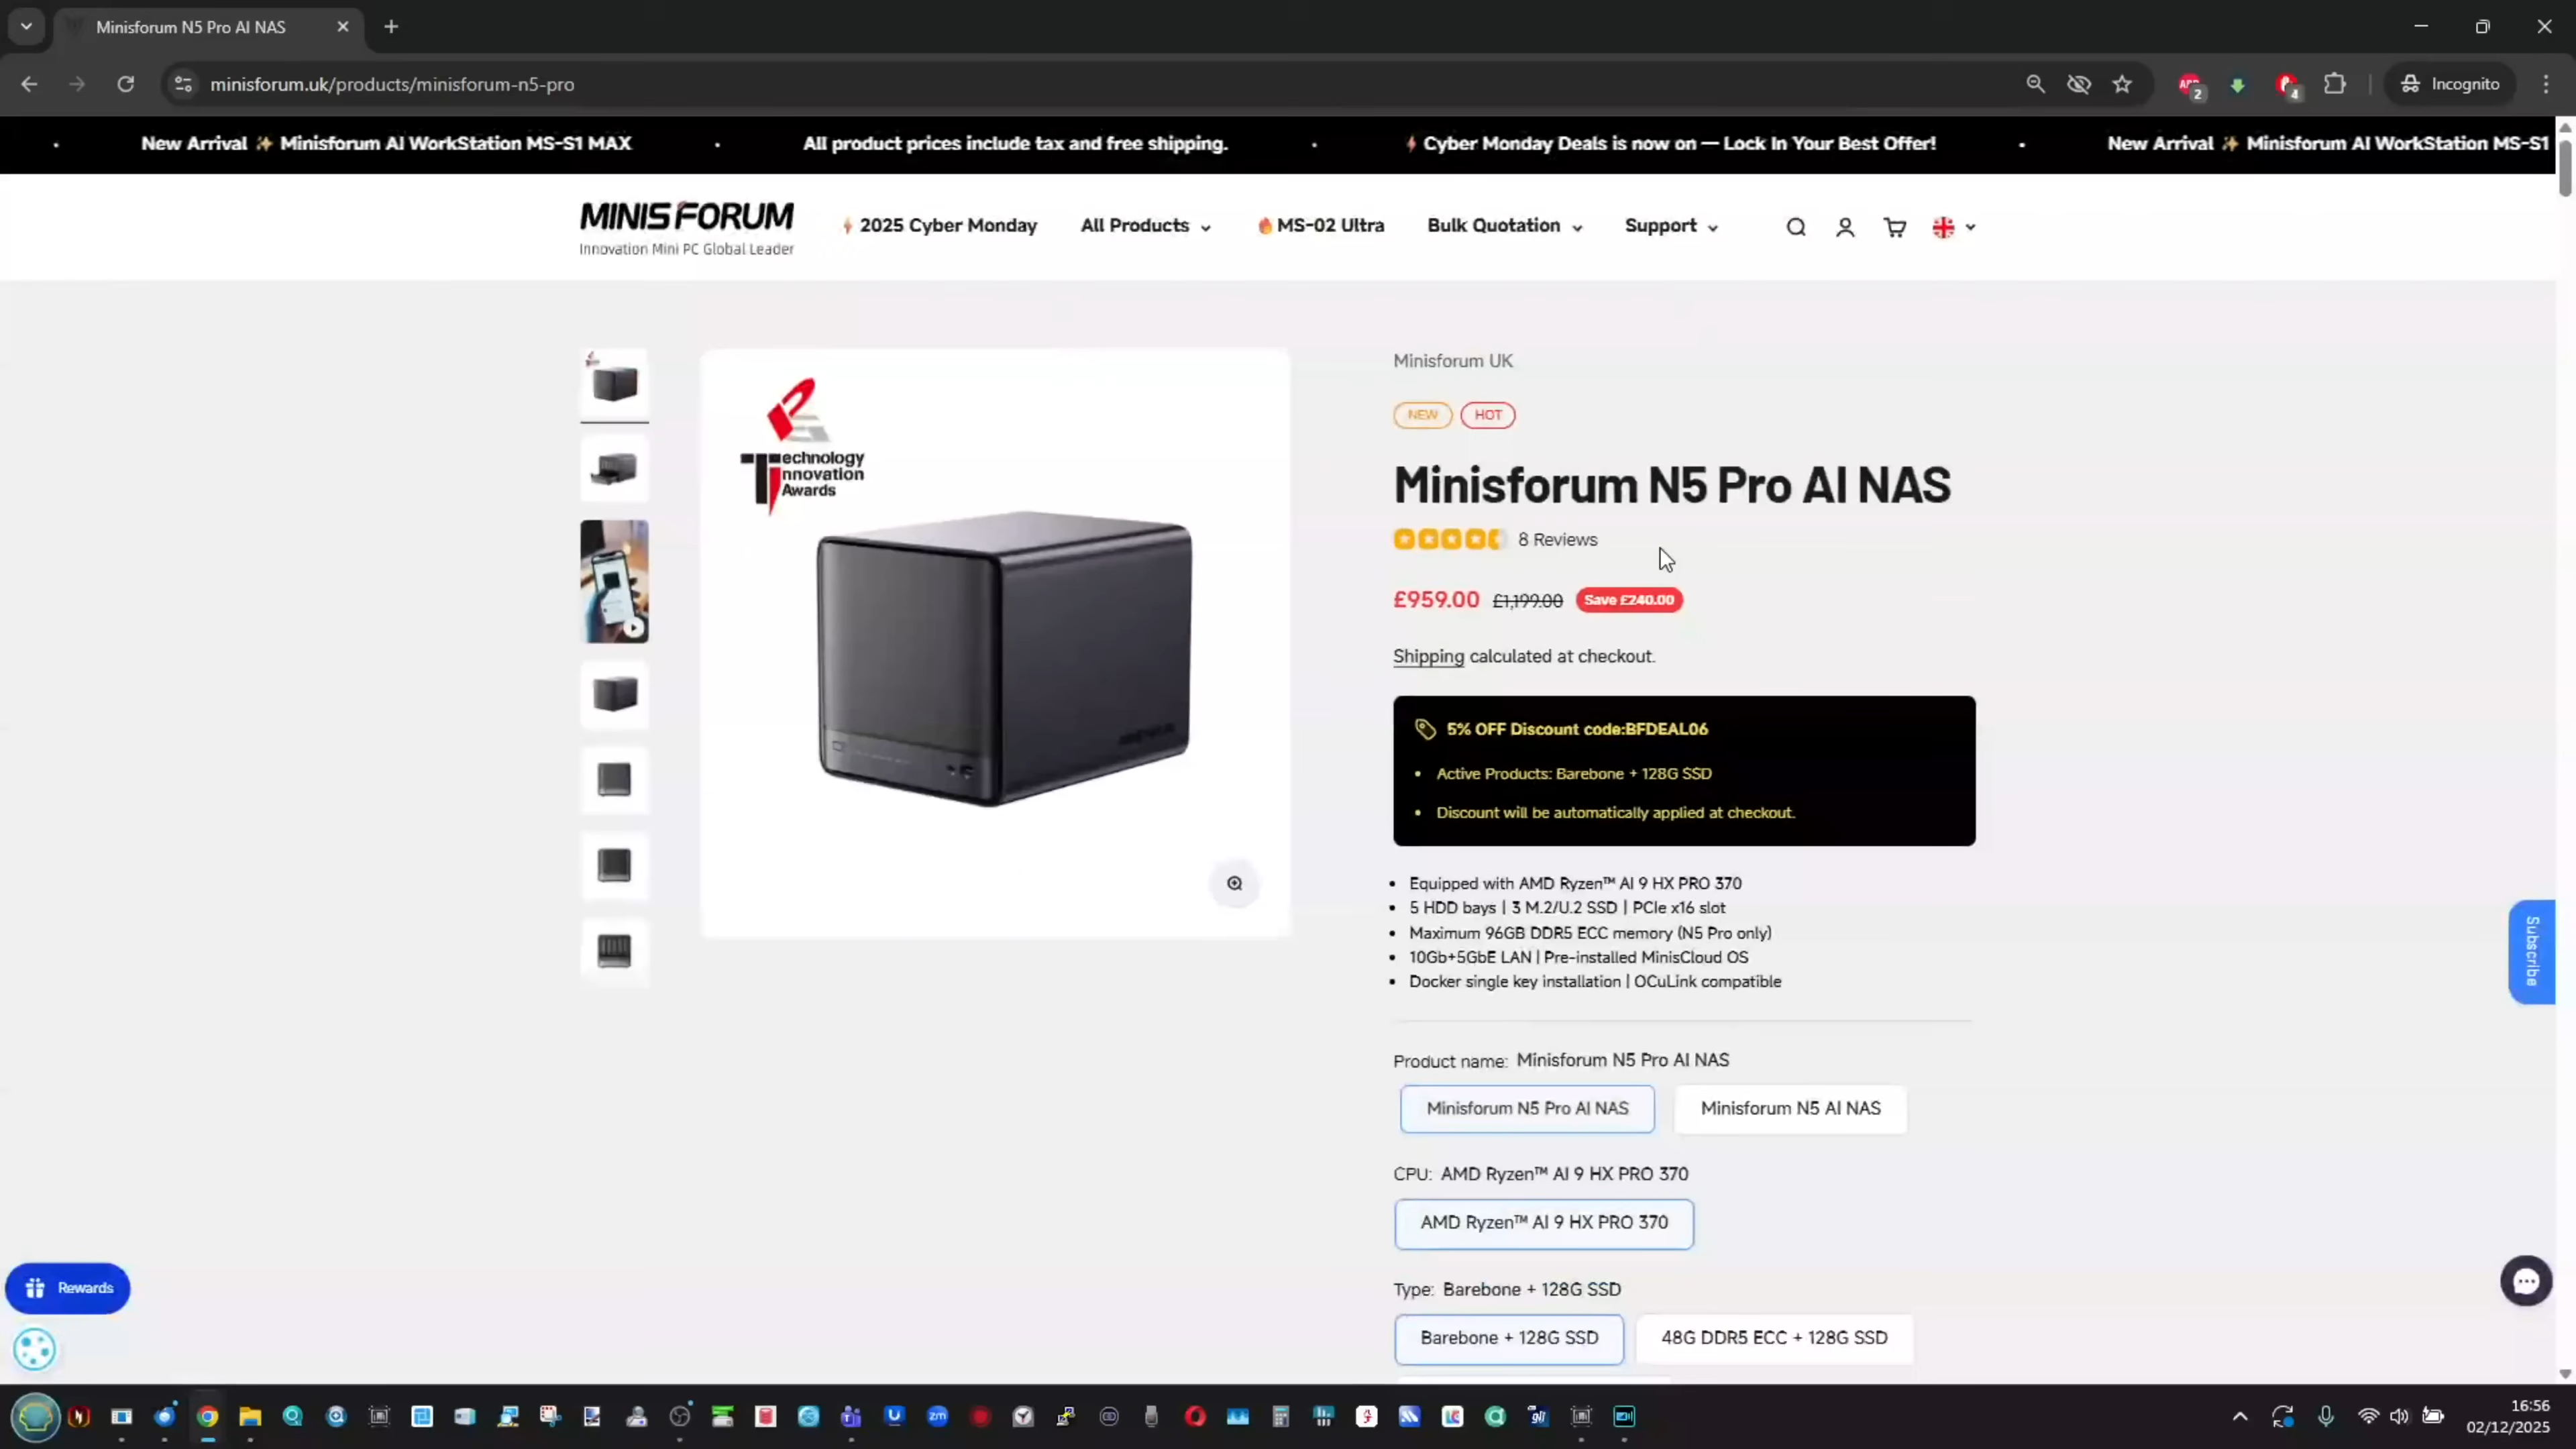 Minisforum N5 Pro AI NAS
minisforum.uk/products/minisforum-n5-pro
2
4
Incognito
New Arrival ✨ Minisforum AI WorkStation MS-S1 MAX
All product prices include tax and free shipping.
⚡ Cyber Monday Deals is now on — Lock In Your Best Offer!
New Arrival ✨ Minisforum AI WorkStation MS-S1
MINISFORUM
Innovation Mini PC Global Leader
⚡ 2025 Cyber Monday
All Products
🔥 MS-02 Ultra
Bulk Quotation
Support
Technology
Innovation
Awards
Minisforum UK
NEW
HOT
Minisforum N5 Pro AI NAS
8 Reviews
£959.00 £1,199.00 Save £240.00
Shipping calculated at checkout.
5% OFF Discount code:BFDEAL06
• Active Products: Barebone + 128G SSD
• Discount will be automatically applied at checkout.
• Equipped with AMD Ryzen™ AI 9 HX PRO 370
• 5 HDD bays | 3 M.2/U.2 SSD | PCIe x16 slot
• Maximum 96GB DDR5 ECC memory (N5 Pro only)
• 10Gb+5GbE LAN | Pre-installed MinisCloud OS
• Docker single key installation | OCuLink compatible
Subscribe
Product name: Minisforum N5 Pro AI NAS
Minisforum N5 Pro AI NAS
Minisforum N5 AI NAS
CPU: AMD Ryzen™ AI 9 HX PRO 370
AMD Ryzen™ AI 9 HX PRO 370
Type: Barebone + 128G SSD
Barebone + 128G SSD
48G DDR5 ECC + 128G SSD
Rewards
16:56
02/12/2025